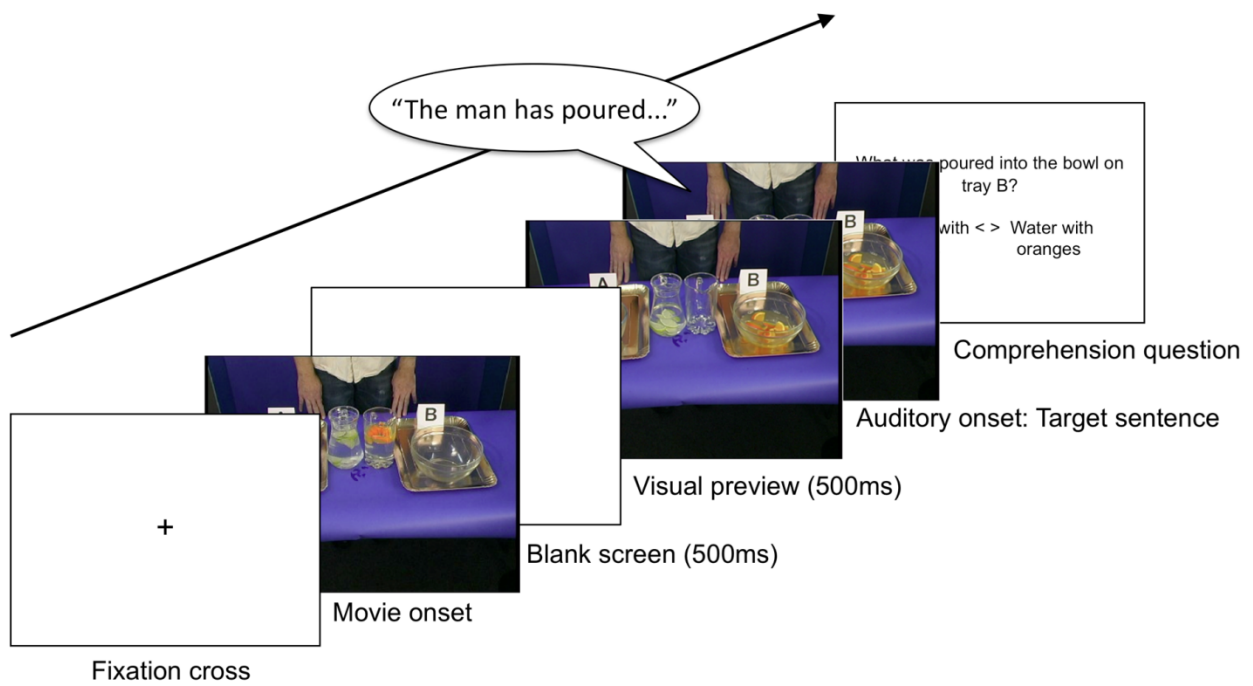 “The man has poured...”
What was poured into the bowl on
tray B?
with < > Water with
oranges
B
B
A
B
+
Comprehension question
Auditory onset: Target sentence
Visual preview (500ms)
Blank screen (500ms)
Movie onset
Fixation cross